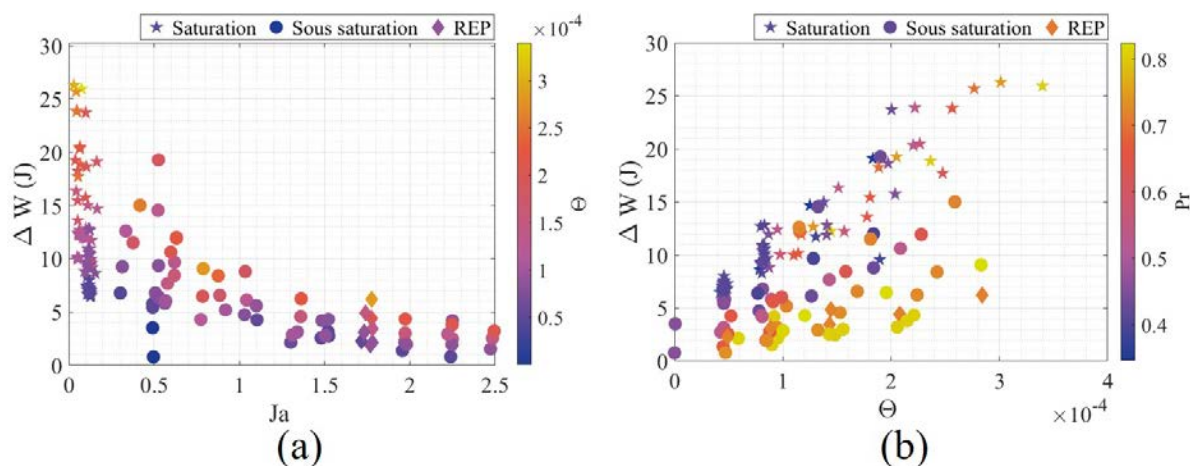 ★ Saturation ● Sous saturation ◆ REP
×10⁻⁴
30
25
20
15
10
5
0
Δ W (J)
0 0.5 1 1.5 2 2.5
Ja
3
2.5
2
1.5
1
0.5
Θ
(a)
★ Saturation ● Sous saturation ◆ REP
30
25
20
15
10
5
0
Δ W (J)
0 1 2 3 4
Θ
×10⁻⁴
0.8
0.7
0.6
0.5
0.4
Pr
(b)